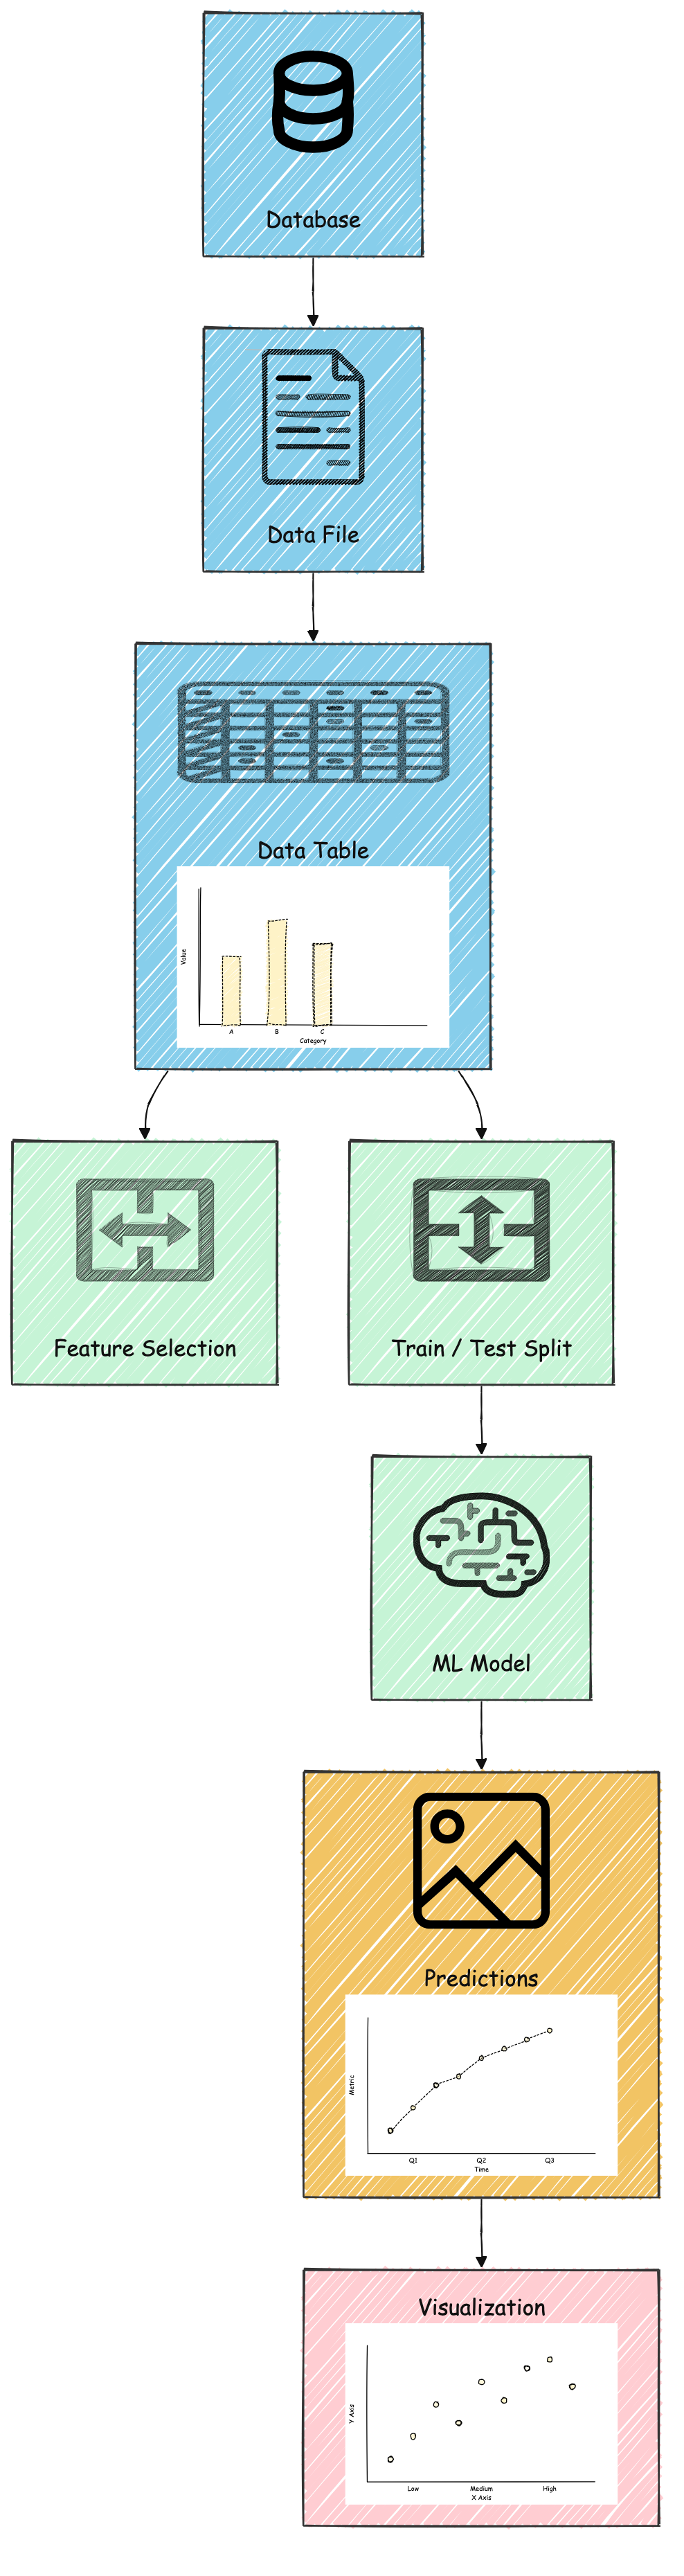 Database
Data File
Data Table
Value
A B C
Category
Feature Selection
Train / Test Split
ML Model
Predictions
Metric
Q1 Q2 Q3
Time
Visualization
Y Axis
Low Medium High
X Axis